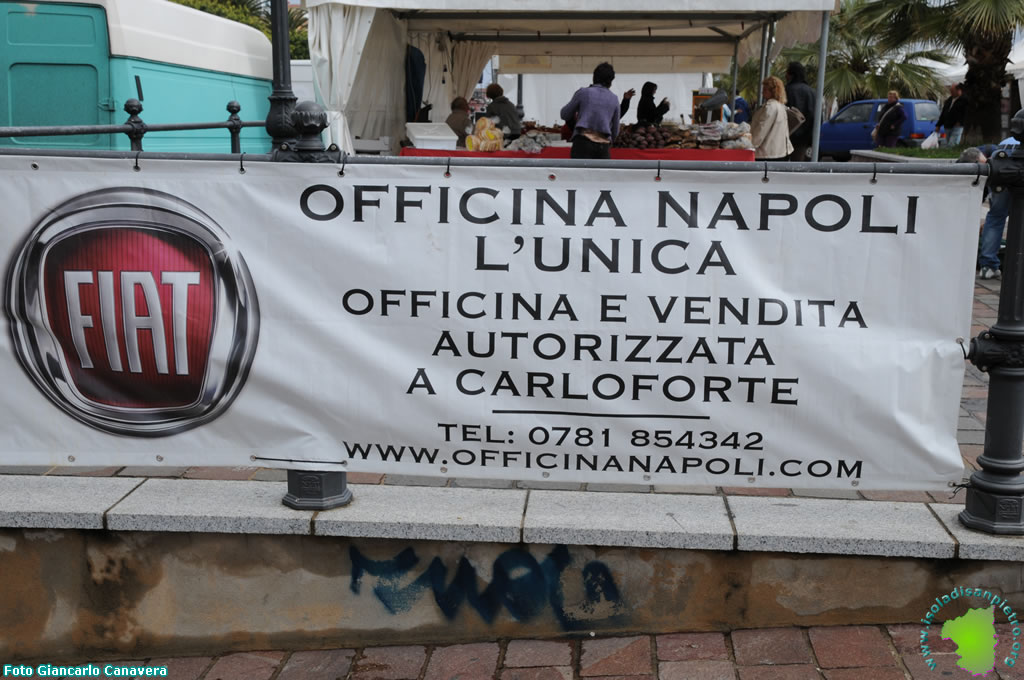 FIAT
OFFICINA NAPOLI
L'UNICA
OFFICINA E VENDITA
AUTORIZZATA
A CARLOFORTE
TEL: 0781 854342
WWW.OFFICINANAPOLI.COM
Foto Giancarlo Canavera
www.isoladisanpietro.org